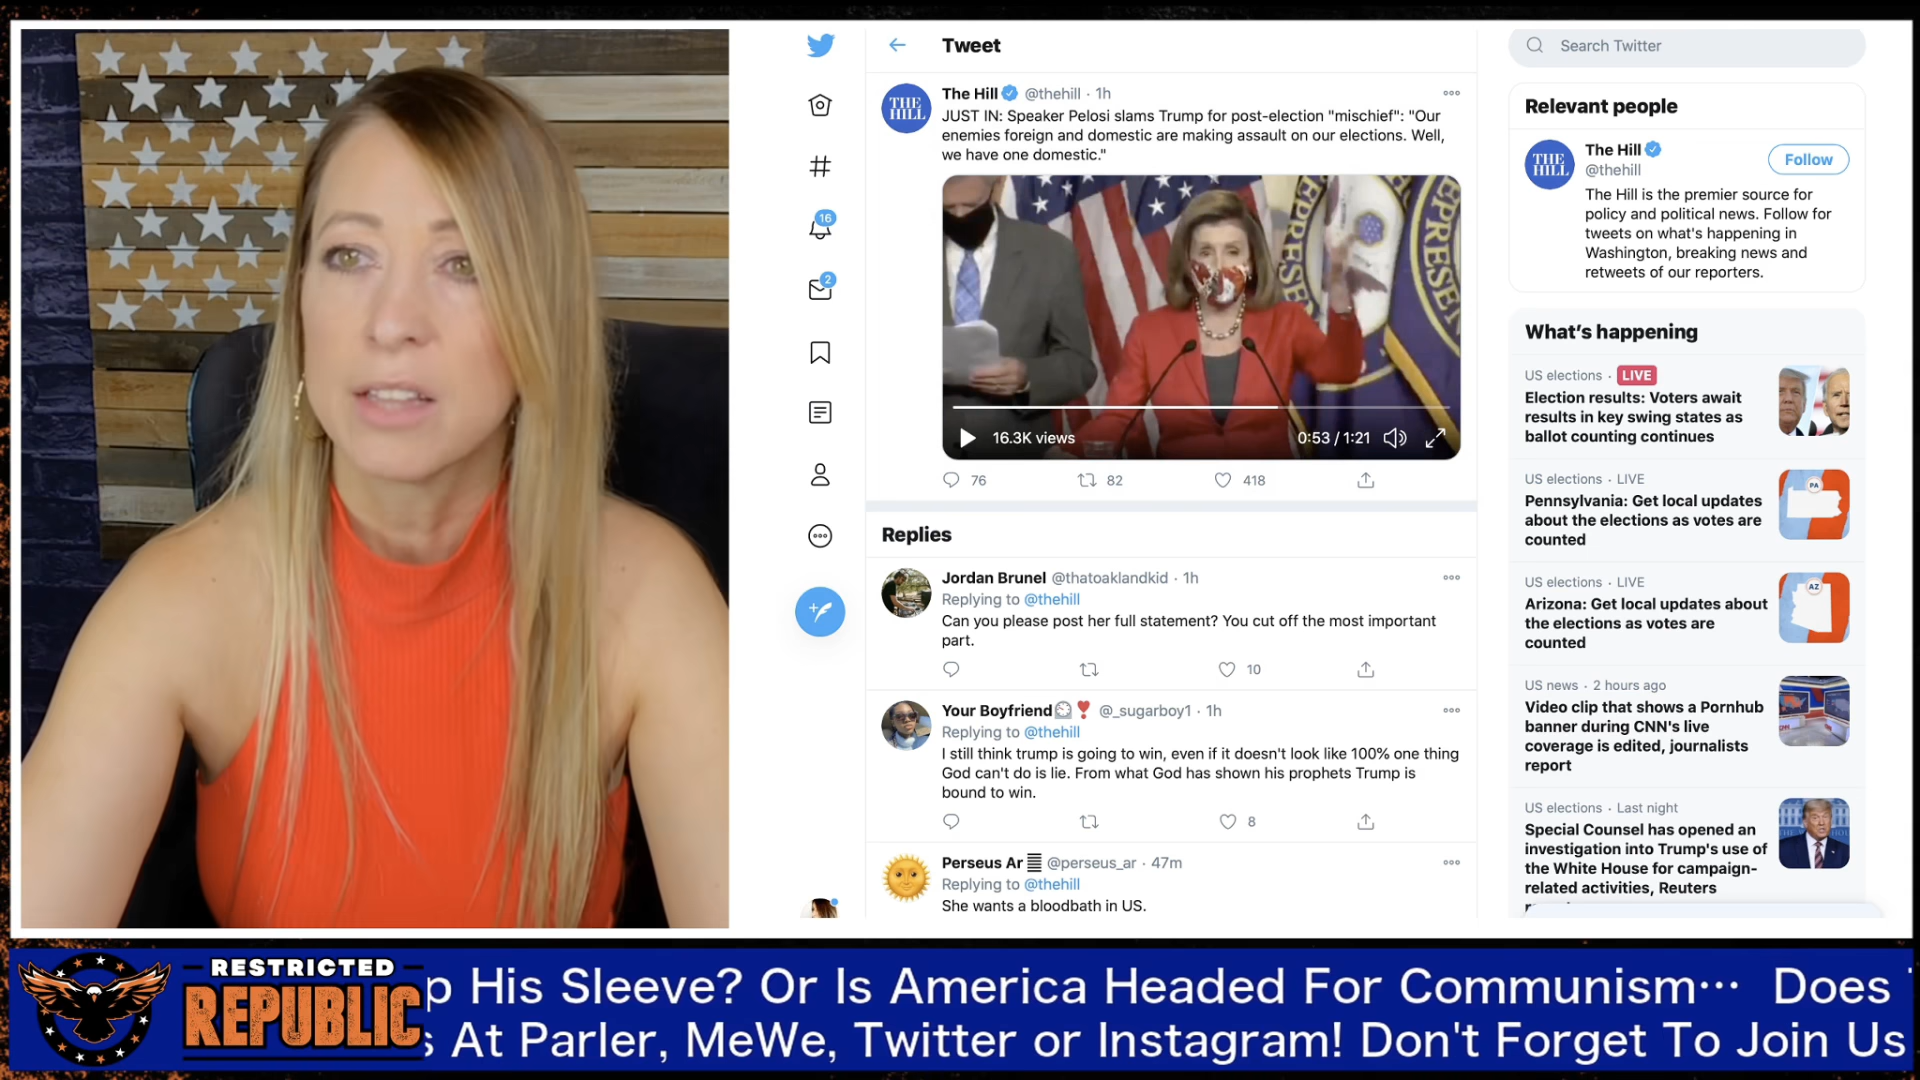 Tweet
The Hill @thehill · 1h
JUST IN: Speaker Pelosi slams Trump for post-election "mischief": "Our
enemies foreign and domestic are making assault on our elections. Well,
we have one domestic."
THE
HILL
EPRESE
EPRESEN
16.3K views
0:53 / 1:21
76
82
418
16
2
Replies
Jordan Brunel @thatoaklandkid · 1h
Replying to @thehill
Can you please post her full statement? You cut off the most important
part.
10
Your Boyfriend @_sugarboy1 · 1h
Replying to @thehill
I still think trump is going to win, even if it doesn't look like 100% one thing
God can't do is lie. From what God has shown his prophets Trump is
bound to win.
8
Perseus Ar @perseus_ar · 47m
Replying to @thehill
She wants a bloodbath in US.
Search Twitter
Relevant people
THE
HILL
The Hill
@thehill
Follow
The Hill is the premier source for
policy and political news. Follow for
tweets on what's happening in
Washington, breaking news and
retweets of our reporters.
What's happening
US elections · LIVE
Election results: Voters await
results in key swing states as
ballot counting continues
US elections · LIVE
Pennsylvania: Get local updates
about the elections as votes are
counted
PA
US elections · LIVE
Arizona: Get local updates about
the elections as votes are
counted
AZ
US news · 2 hours ago
Video clip that shows a Pornhub
banner during CNN's live
coverage is edited, journalists
report
US elections · Last night
Special Counsel has opened an
investigation into Trump's use of
the White House for campaign-
related activities, Reuters
RESTRICTED
REPUBLIC
p His Sleeve? Or Is America Headed For Communism... Does
s At Parler, MeWe, Twitter or Instagram! Don't Forget To Join Us